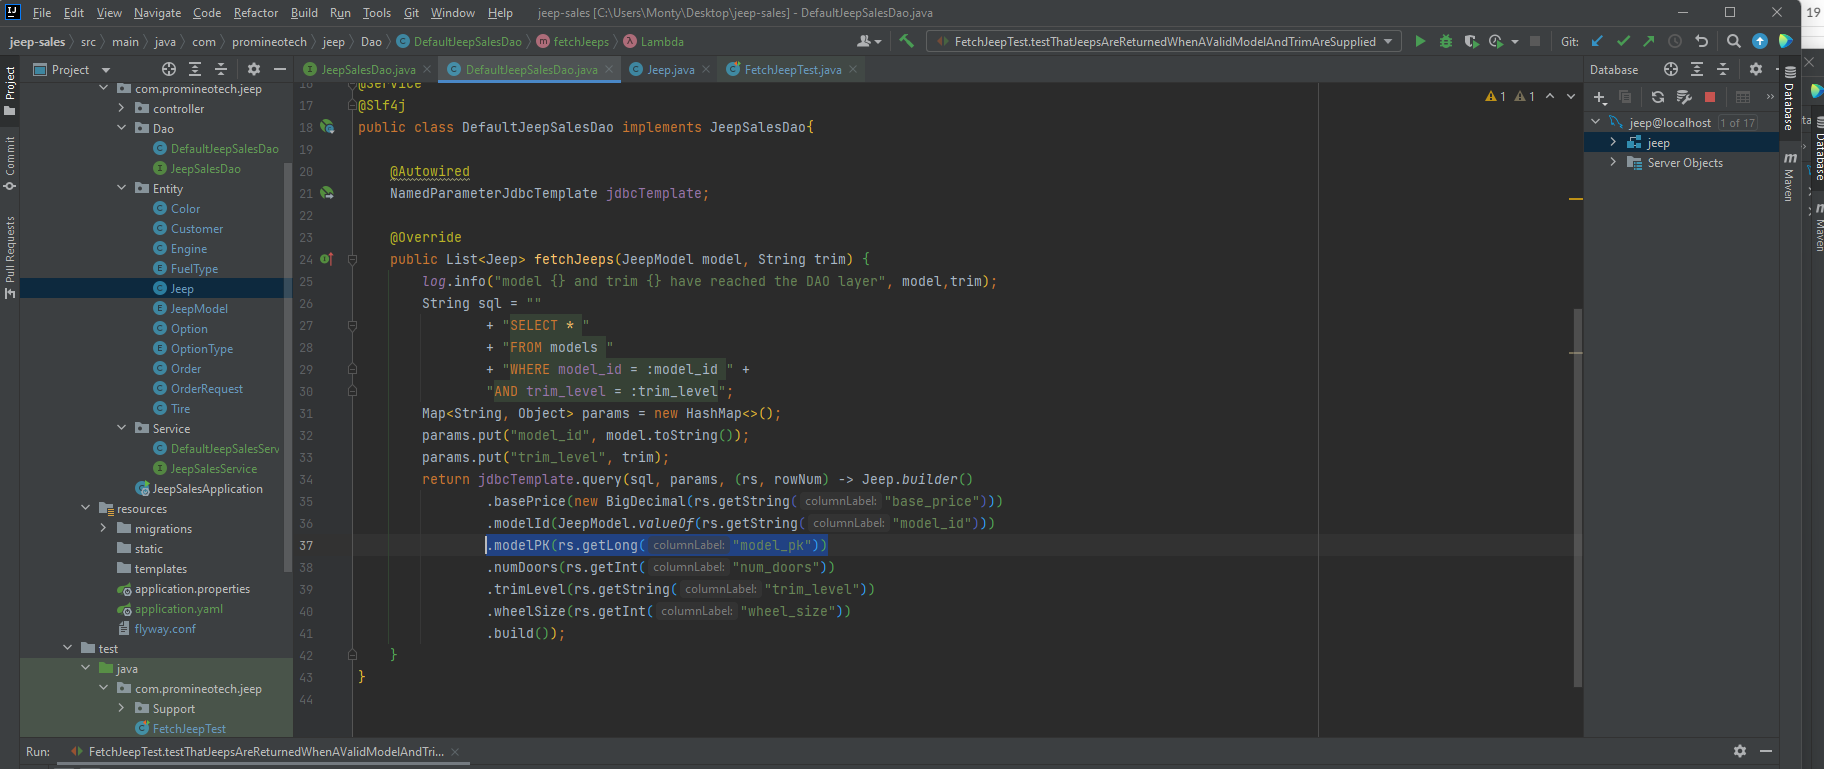 File Edit View Navigate Code Refactor Build Run Tools Git Window Help jeep-sales [C:\Users\Monty\Desktop\jeep-sales] - DefaultJeepSalesDao.java
19
jeep-sales src main java com promineotech jeep Dao DefaultJeepSalesDao fetchJeeps Lambda
FetchJeepTest.testThatJeepsAreReturnedWhenAValidModelAndTrimAreSupplied
Git:
Project
JeepSalesDao.java DefaultJeepSalesDao.java Jeep.java FetchJeepTest.java
Database
Project
Commit
Pull Requests
com.promineotech.jeep
controller
Dao
DefaultJeepSalesDao
JeepSalesDao
Entity
Color
Customer
Engine
FuelType
Jeep
JeepModel
Option
OptionType
Order
OrderRequest
Tire
Service
DefaultJeepSalesServ
JeepSalesService
JeepSalesApplication
resources
migrations
static
templates
application.properties
application.yaml
flyway.conf
test
java
com.promineotech.jeep
Support
FetchJeepTest
16 @Service
17 @Slf4j
18 public class DefaultJeepSalesDao implements JeepSalesDao{
19
20 @Autowired
21 NamedParameterJdbcTemplate jdbcTemplate;
22
23 @Override
24 public List<Jeep> fetchJeeps(JeepModel model, String trim) {
25 log.info("model {} and trim {} have reached the DAO layer", model,trim);
26 String sql = ""
27 + "SELECT * "
28 + "FROM models "
29 + "WHERE model_id = :model_id " +
30 "AND trim_level = :trim_level";
31 Map<String, Object> params = new HashMap<>();
32 params.put("model_id", model.toString());
33 params.put("trim_level", trim);
34 return jdbcTemplate.query(sql, params, (rs, rowNum) -> Jeep.builder()
35 .basePrice(new BigDecimal(rs.getString( columnLabel: "base_price")))
36 .modelId(JeepModel.valueOf(rs.getString( columnLabel: "model_id")))
37 .modelPK(rs.getLong( columnLabel: "model_pk"))
38 .numDoors(rs.getInt( columnLabel: "num_doors"))
39 .trimLevel(rs.getString( columnLabel: "trim_level"))
40 .wheelSize(rs.getInt( columnLabel: "wheel_size"))
41 .build());
42 }
43 }
44
1 1
jeep@localhost 1 of 17
jeep
Server Objects
Database
m
Maven
Database
Maven
Run: FetchJeepTest.testThatJeepsAreReturnedWhenAValidModelAndTri...